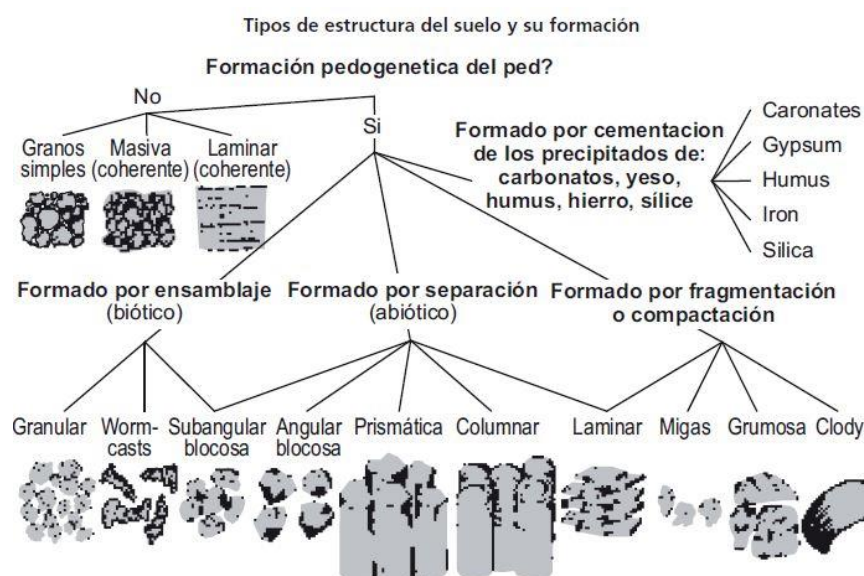 Tipos de estructura del suelo y su formación
Formación pedogenetica del ped?
No
Si
Granos simples
Masiva (coherente)
Laminar (coherente)
Formado por cementacion
de los precipitados de:
carbonatos, yeso,
humus, hierro, sílice
Caronates
Gypsum
Humus
Iron
Silica
Formado por ensamblaje
(biótico)
Formado por separación
(abiótico)
Formado por fragmentación
o compactación
Granular
Worm-
casts
Subangular
blocosa
Angular
blocosa
Prismática
Columnar
Laminar
Migas
Grumosa
Clody